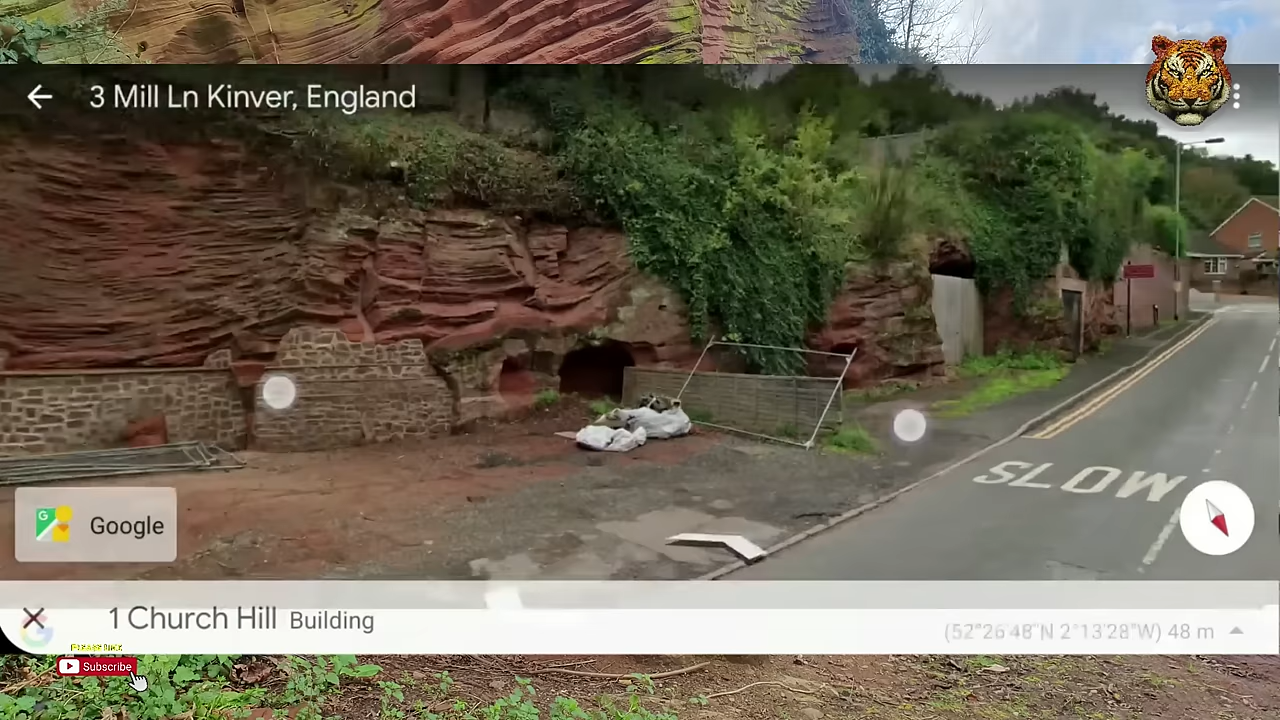 3 Mill Ln Kinver, England
SLOW
Google
1 Church Hill Building
(52°26'48"N 2°13'28"W) 48 m
Subscribe